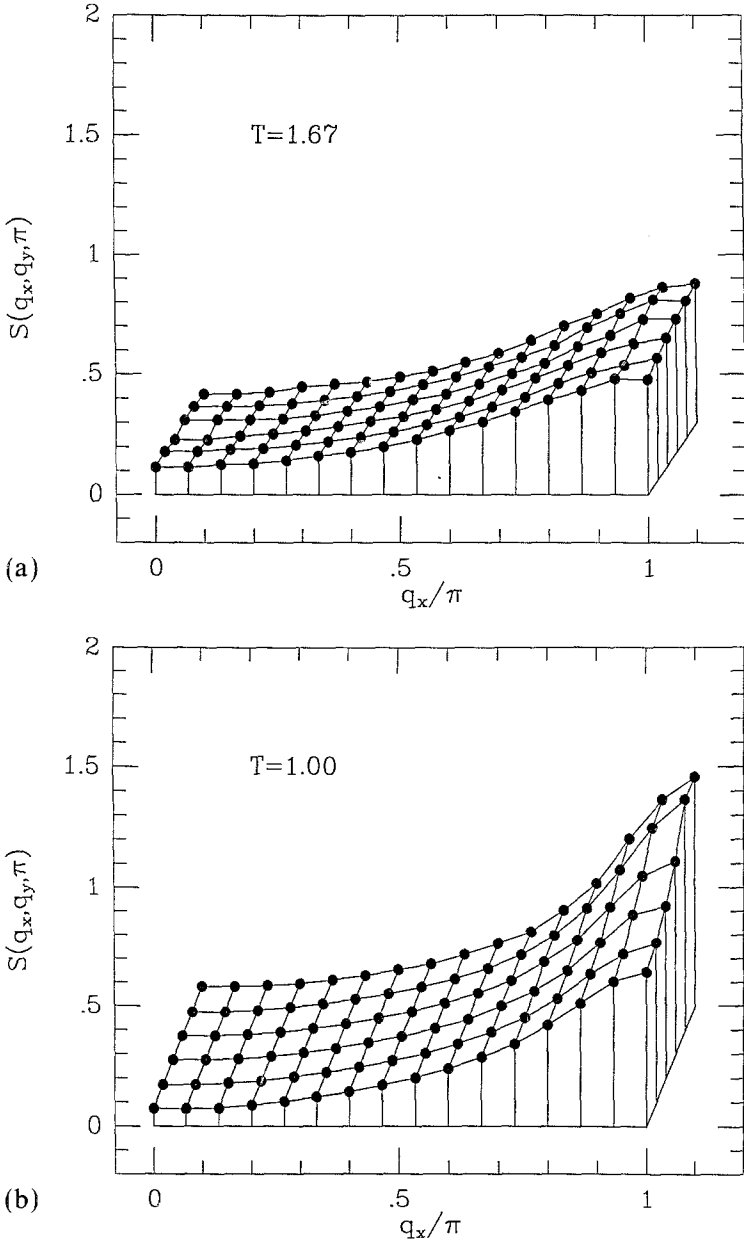 2
1.5
T=1.67
1
S(q_x,q_y,π)
.5
0
(a)
0
.5
1
q_x/π
2
1.5
T=1.00
1
S(q_x,q_y,π)
.5
0
(b)
0
.5
1
q_x/π